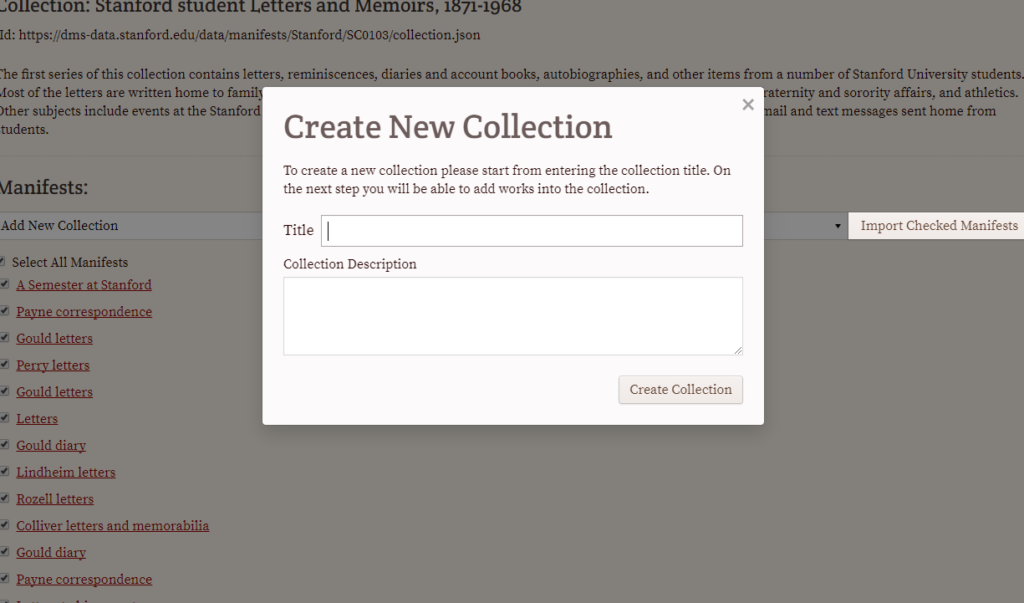 Collection: Stanford student Letters and Memoirs, 1871-1968
Id: https://dms-data.stanford.edu/data/manifests/Stanford/SC0103/collection.json
The first series of this collection contains letters, reminiscences, diaries and account books, autobiographies, and other items from a number of Stanford University students.
Most of the letters are written home to family
and sorority affairs, and athletics.
Other subjects include events at the Stanford
and text messages sent home from
students.
Manifests:
Add New Collection
Import Checked Manifests
Select All Manifests
A Semester at Stanford
Payne correspondence
Gould letters
Perry letters
Gould letters
Letters
Gould diary
Lindheim letters
Rozell letters
Colliver letters and memorabilia
Gould diary
Payne correspondence
×
Create New Collection
To create a new collection please start from entering the collection title. On
the next step you will be able to add works into the collection.
Title
Collection Description
Create Collection